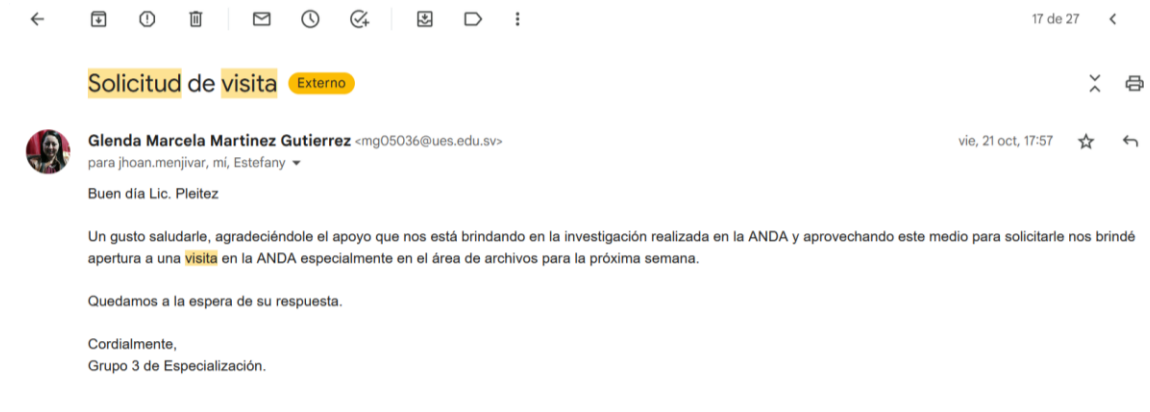 17 de 27
Solicitud de visita Externo
Glenda Marcela Martinez Gutierrez <mg05036@ues.edu.sv> vie, 21 oct, 17:57
para jhoan.menjivar, mí, Estefany
Buen día Lic. Pleitez
Un gusto saludarle, agradeciéndole el apoyo que nos está brindando en la investigación realizada en la ANDA y aprovechando este medio para solicitarle nos brindé
apertura a una visita en la ANDA especialmente en el área de archivos para la próxima semana.
Quedamos a la espera de su respuesta.
Cordialmente,
Grupo 3 de Especialización.